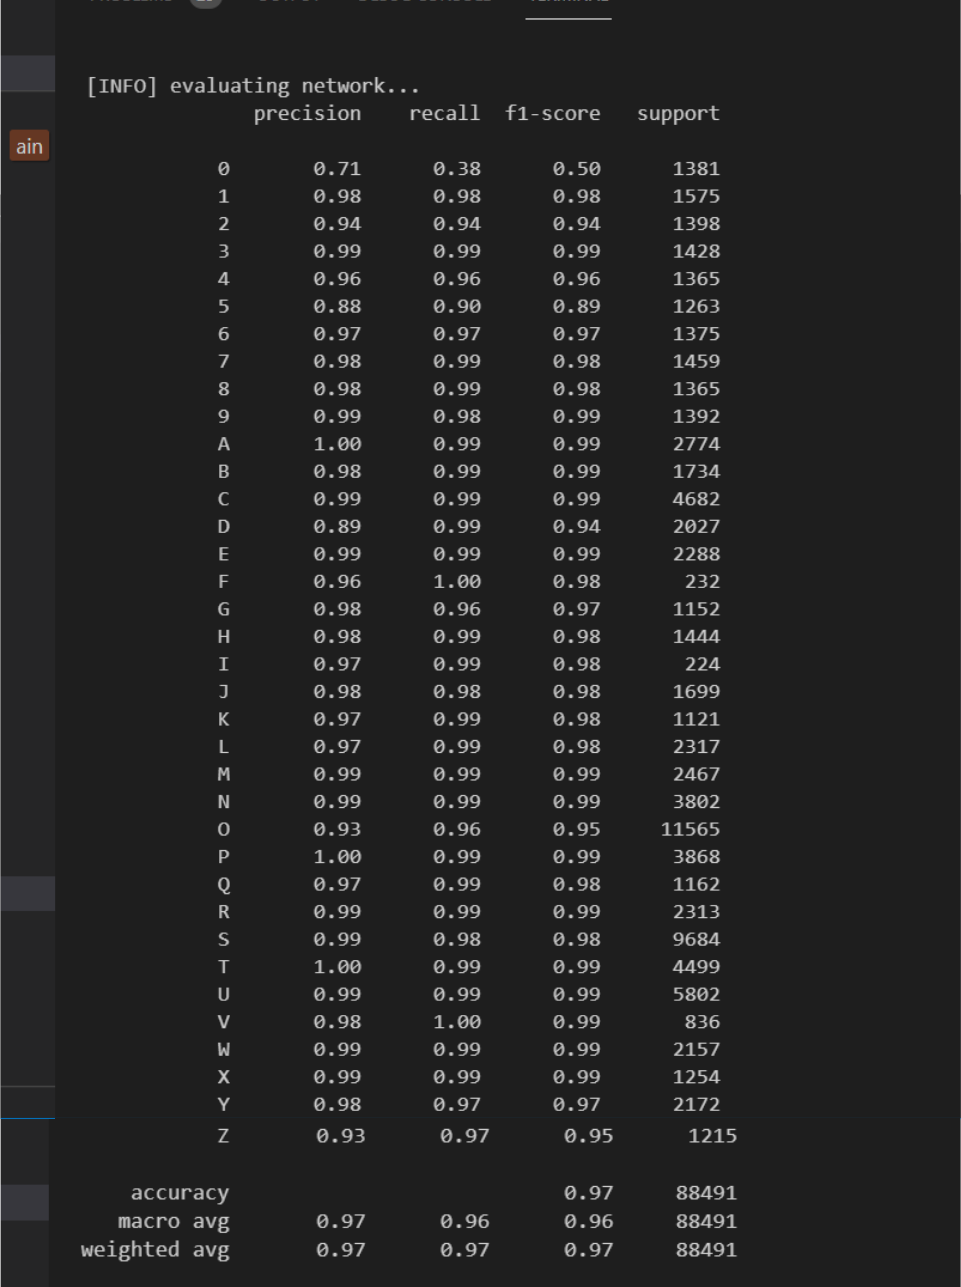 TERMINAL
[INFO] evaluating network...
precision recall f1-score support
ain
0 0.71 0.38 0.50 1381
1 0.98 0.98 0.98 1575
2 0.94 0.94 0.94 1398
3 0.99 0.99 0.99 1428
4 0.96 0.96 0.96 1365
5 0.88 0.90 0.89 1263
6 0.97 0.97 0.97 1375
7 0.98 0.99 0.98 1459
8 0.98 0.99 0.98 1365
9 0.99 0.98 0.99 1392
A 1.00 0.99 0.99 2774
B 0.98 0.99 0.99 1734
C 0.99 0.99 0.99 4682
D 0.89 0.99 0.94 2027
E 0.99 0.99 0.99 2288
F 0.96 1.00 0.98 232
G 0.98 0.96 0.97 1152
H 0.98 0.99 0.98 1444
I 0.97 0.99 0.98 224
J 0.98 0.98 0.98 1699
K 0.97 0.99 0.98 1121
L 0.97 0.99 0.98 2317
M 0.99 0.99 0.99 2467
N 0.99 0.99 0.99 3802
O 0.93 0.96 0.95 11565
P 1.00 0.99 0.99 3868
Q 0.97 0.99 0.98 1162
R 0.99 0.99 0.99 2313
S 0.99 0.98 0.98 9684
T 1.00 0.99 0.99 4499
U 0.99 0.99 0.99 5802
V 0.98 1.00 0.99 836
W 0.99 0.99 0.99 2157
X 0.99 0.99 0.99 1254
Y 0.98 0.97 0.97 2172
Z 0.93 0.97 0.95 1215
accuracy 0.97 88491
macro avg 0.97 0.96 0.96 88491
weighted avg 0.97 0.97 0.97 88491